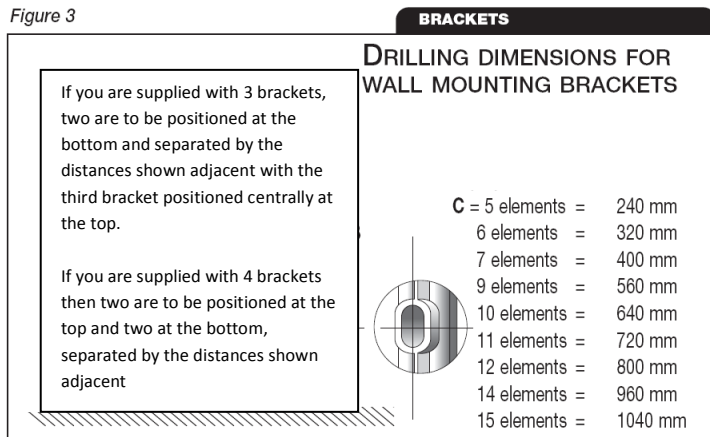 Figure 3
BRACKETS
DRILLING DIMENSIONS FOR
WALL MOUNTING BRACKETS
If you are supplied with 3 brackets,
two are to be positioned at the
bottom and separated by the
distances shown adjacent with the
third bracket positioned centrally at
the top.
If you are supplied with 4 brackets
then two are to be positioned at the
top and two at the bottom,
separated by the distances shown
adjacent
C = 5 elements = 240 mm
6 elements = 320 mm
7 elements = 400 mm
9 elements = 560 mm
10 elements = 640 mm
11 elements = 720 mm
12 elements = 800 mm
14 elements = 960 mm
15 elements = 1040 mm